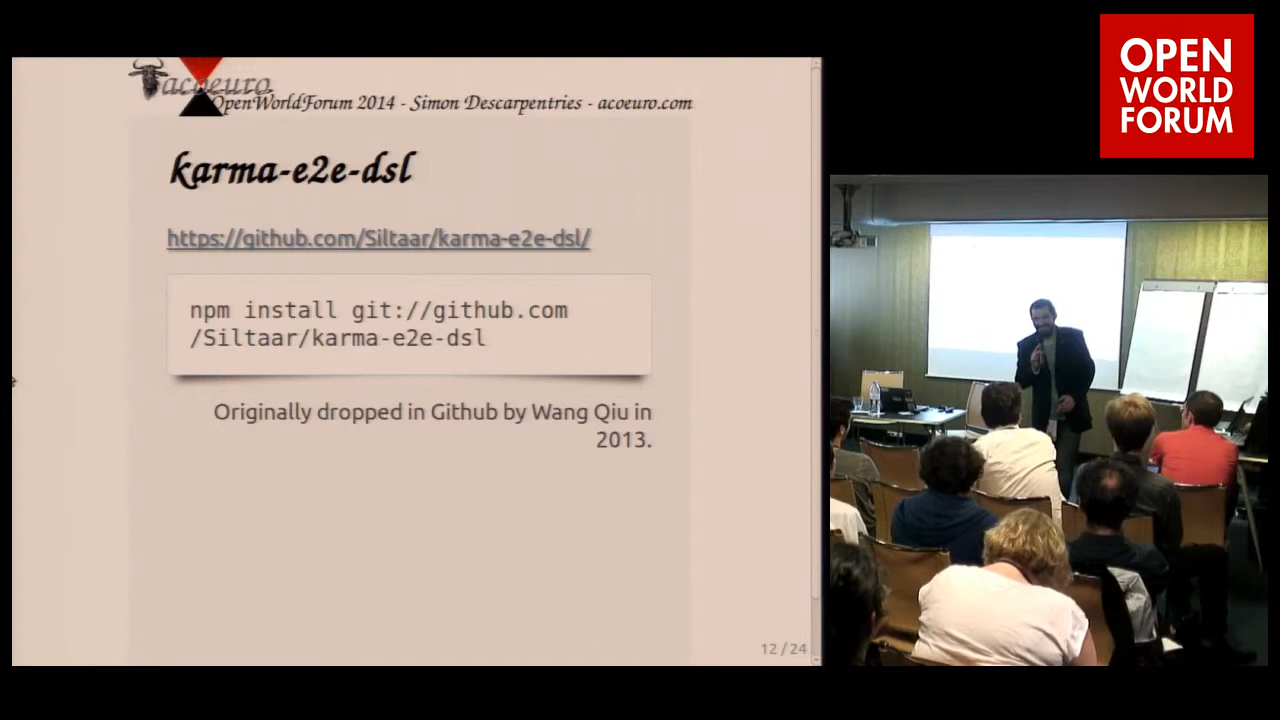 OPEN
WORLD
FORUM
acoeuro
OpenWorldForum 2014 - Simon Descarpentries - acoeuro.com
karma-e2e-dsl
https://github.com/Siltaar/karma-e2e-dsl/
npm install git://github.com
/Siltaar/karma-e2e-dsl
Originally dropped in Github by Wang Qiu in
2013.
12 / 24